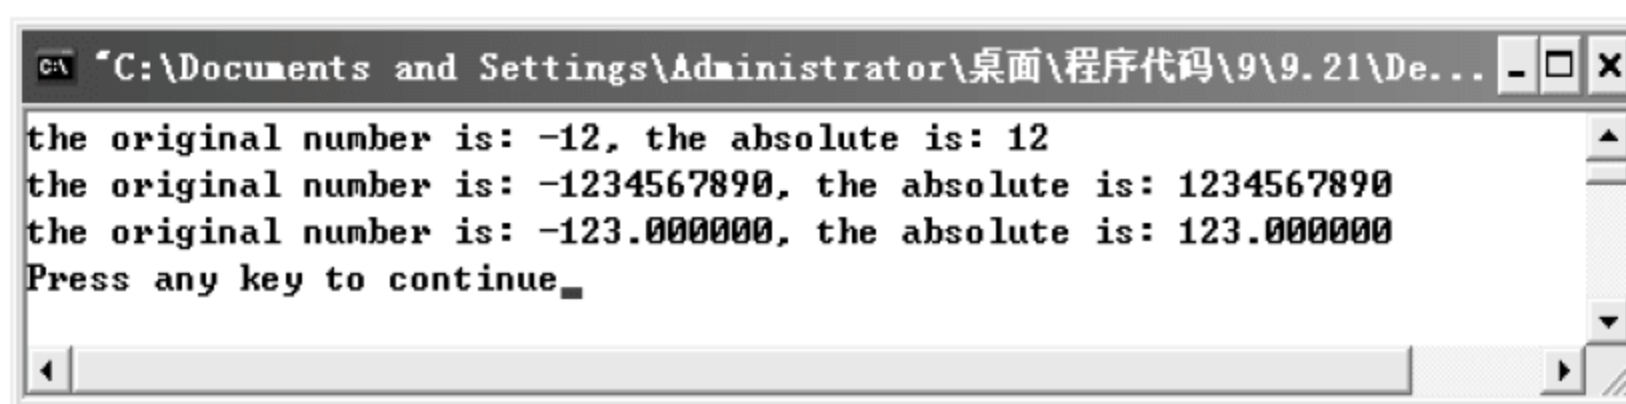 "C:\Documents and Settings\Administrator\桌面\程序代码\9\9.21\De...
the original number is: -12, the absolute is: 12
the original number is: -1234567890, the absolute is: 1234567890
the original number is: -123.000000, the absolute is: 123.000000
Press any key to continue_